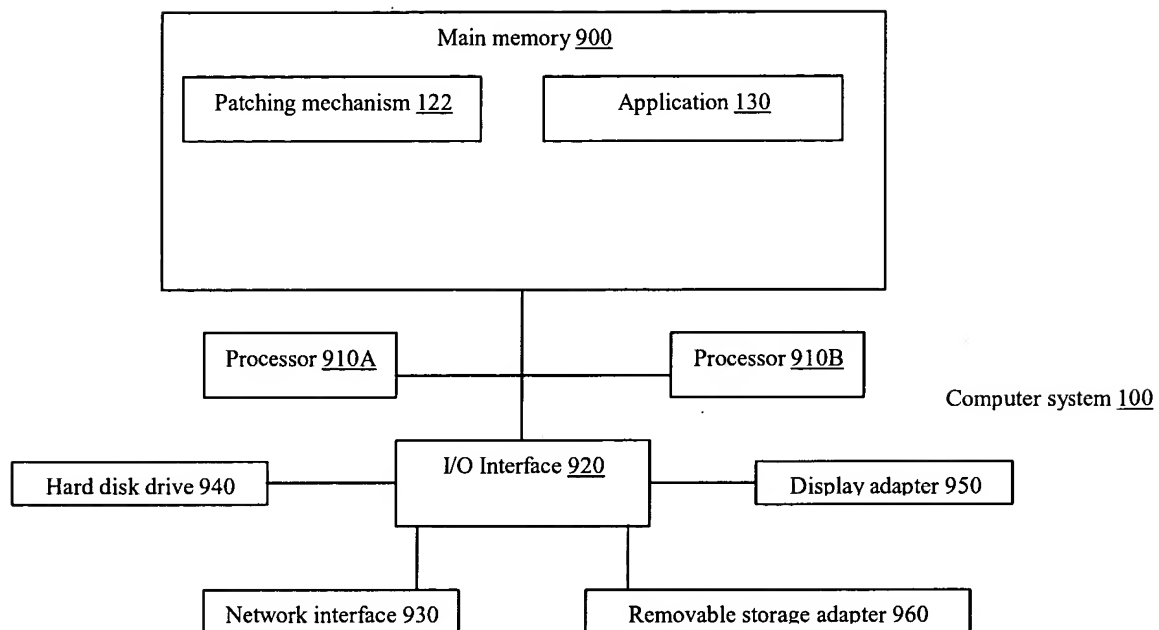 Main memory 900
Patching mechanism 122
Application 130
Processor 910A
Processor 910B
Computer system 100
I/O Interface 920
Hard disk drive 940
Display adapter 950
Network interface 930
Removable storage adapter 960